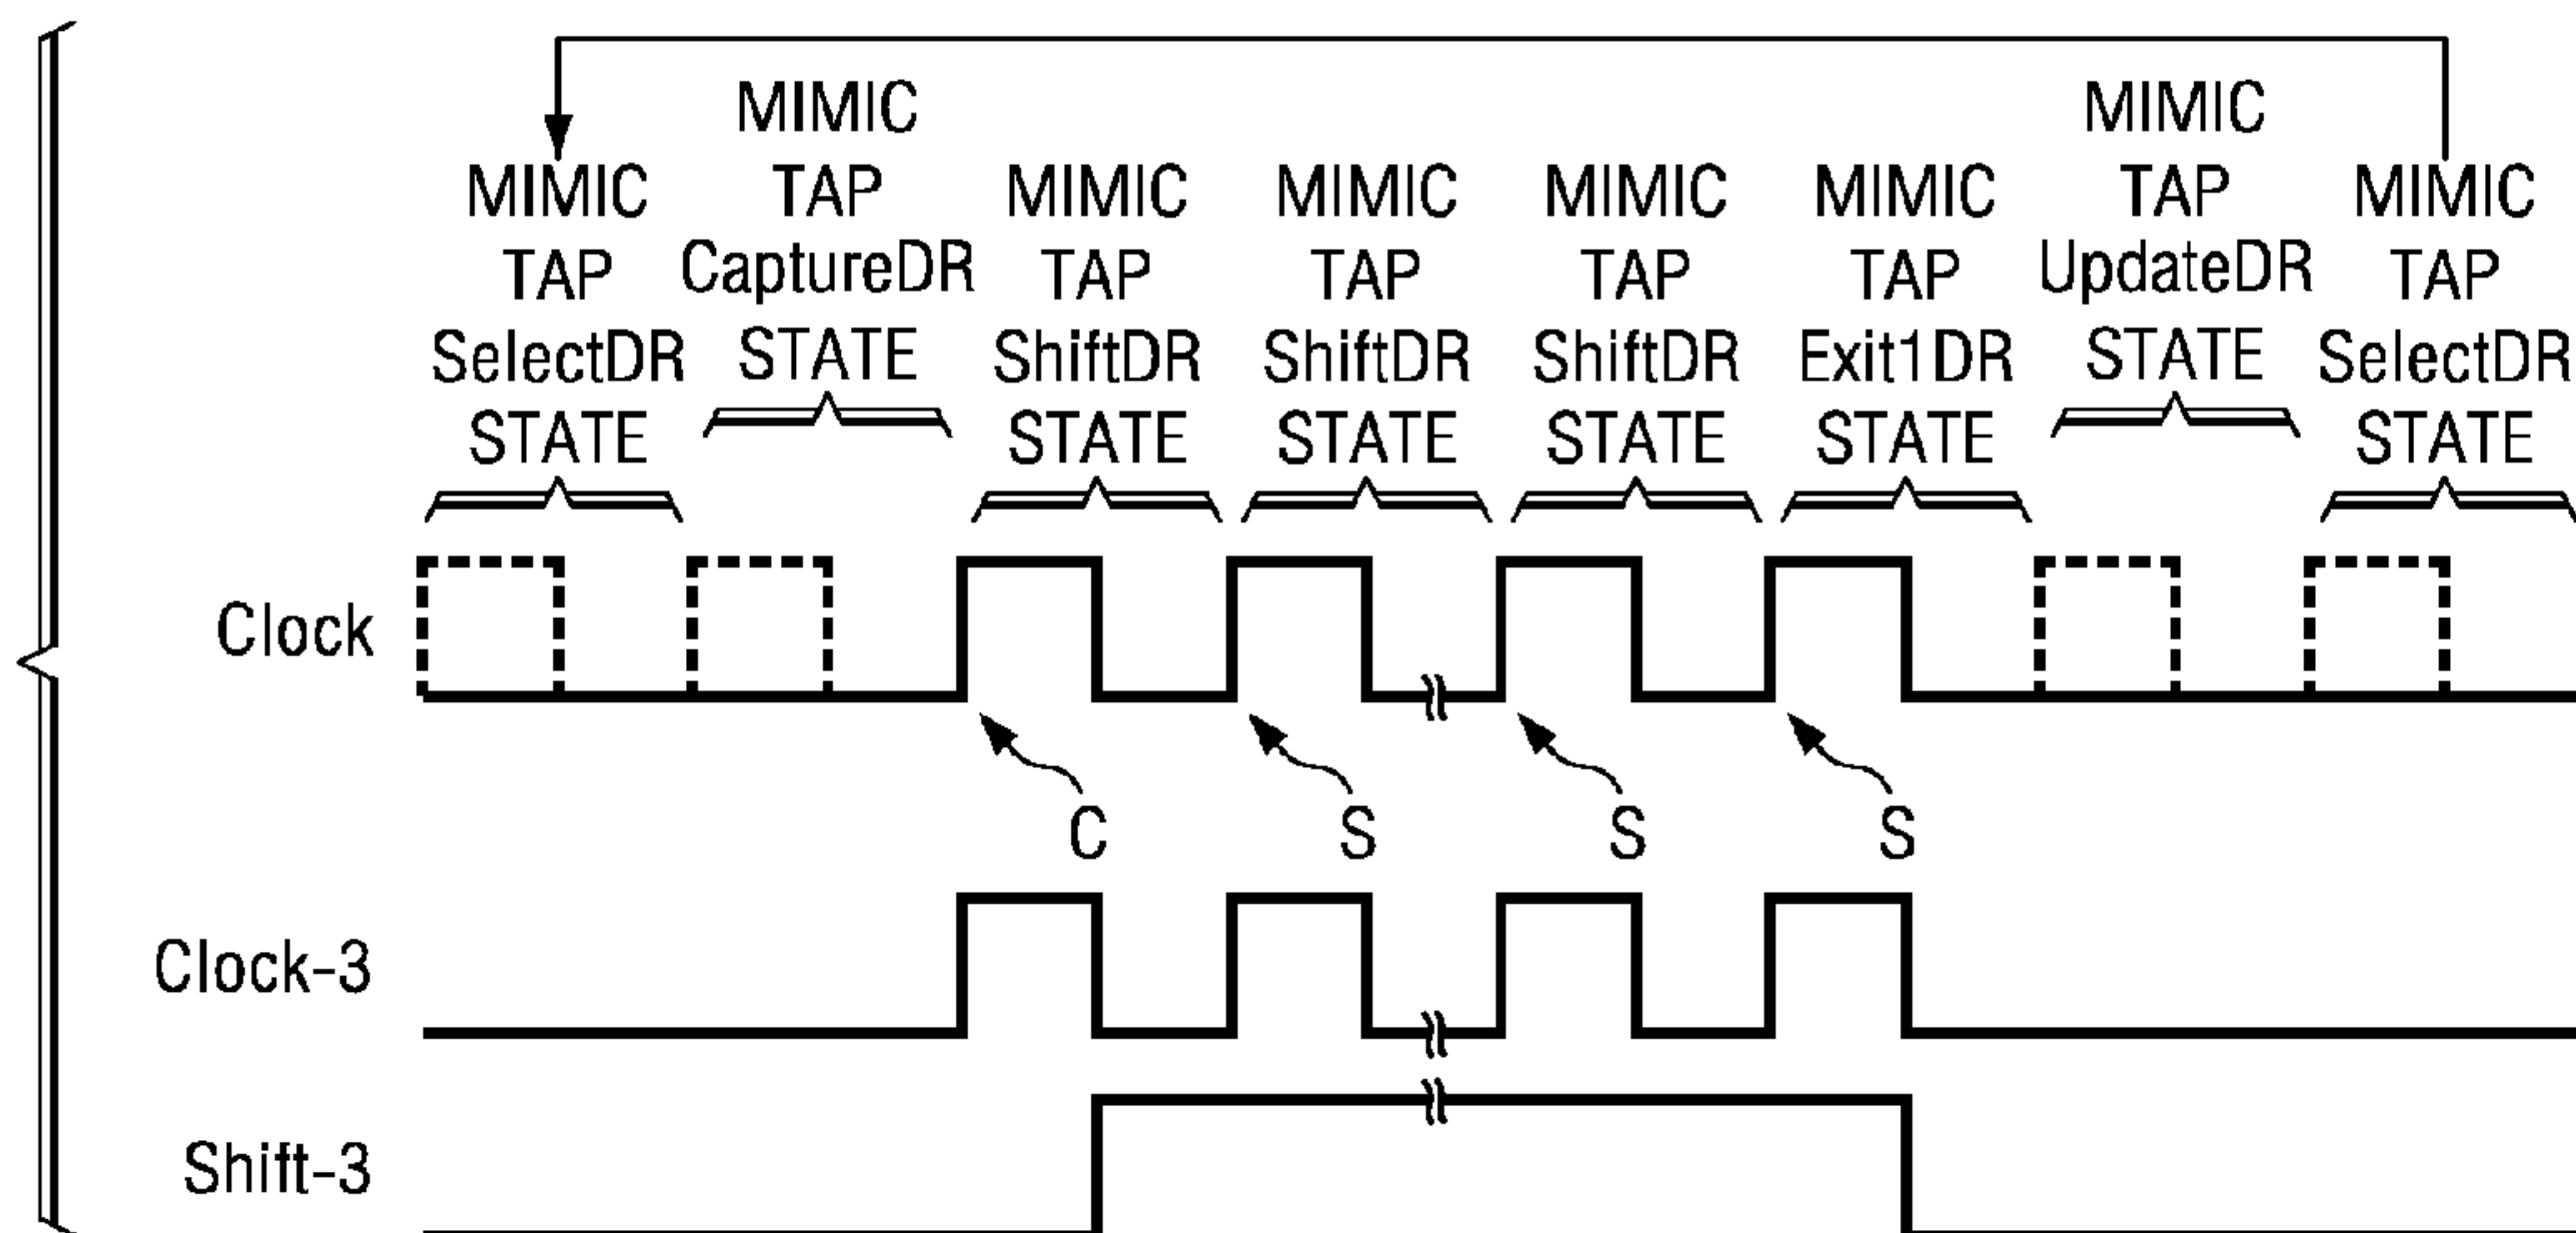 MIMIC
TAP
SelectDR
STATE
MIMIC
TAP
CaptureDR
STATE
MIMIC
TAP
ShiftDR
STATE
MIMIC
TAP
ShiftDR
STATE
MIMIC
TAP
ShiftDR
STATE
MIMIC
TAP
Exit1DR
STATE
MIMIC
TAP
UpdateDR
STATE
MIMIC
TAP
SelectDR
STATE
Clock
C
S
S
S
Clock-3
Shift-3